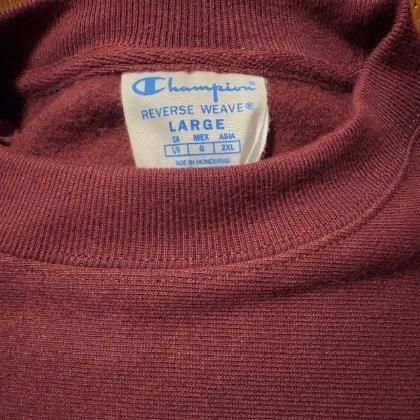 Champion
REVERSE WEAVE®
LARGE
CA MEX ASIA
L/G G 2XL
MADE IN HONDURAS